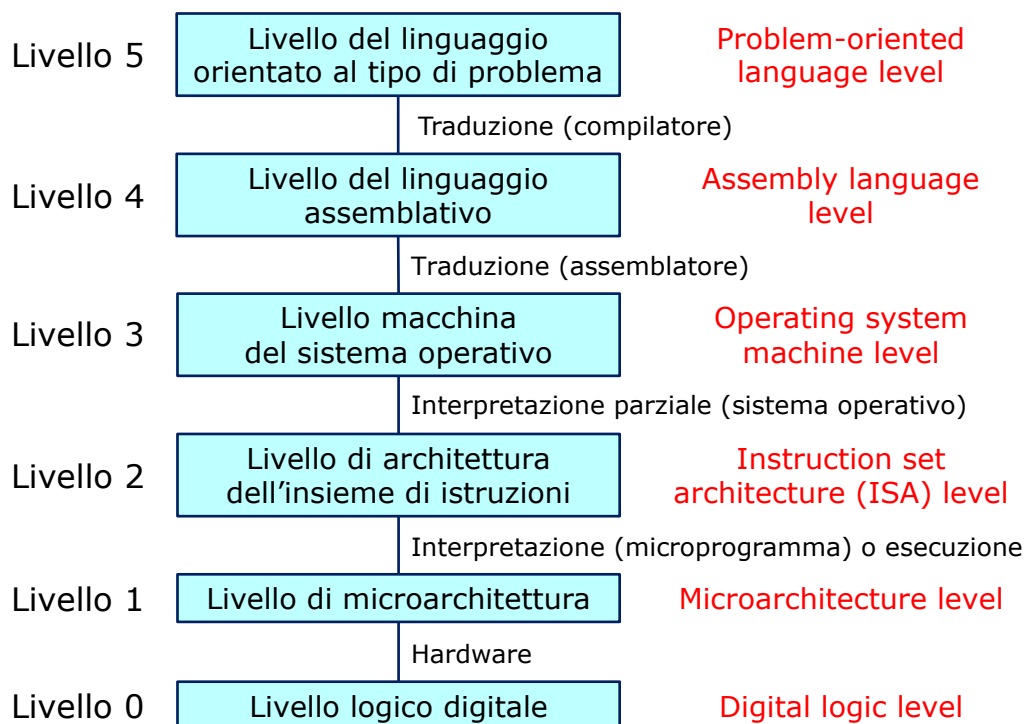 Livello 5
Livello del linguaggio
orientato al tipo di problema
Problem-oriented
language level
Traduzione (compilatore)
Livello 4
Livello del linguaggio
assemblativo
Assembly language
level
Traduzione (assemblatore)
Livello 3
Livello macchina
del sistema operativo
Operating system
machine level
Interpretazione parziale (sistema operativo)
Livello 2
Livello di architettura
dell’insieme di istruzioni
Instruction set
architecture (ISA) level
Interpretazione (microprogramma) o esecuzione
Livello 1
Livello di microarchitettura
Microarchitecture level
Hardware
Livello 0
Livello logico digitale
Digital logic level